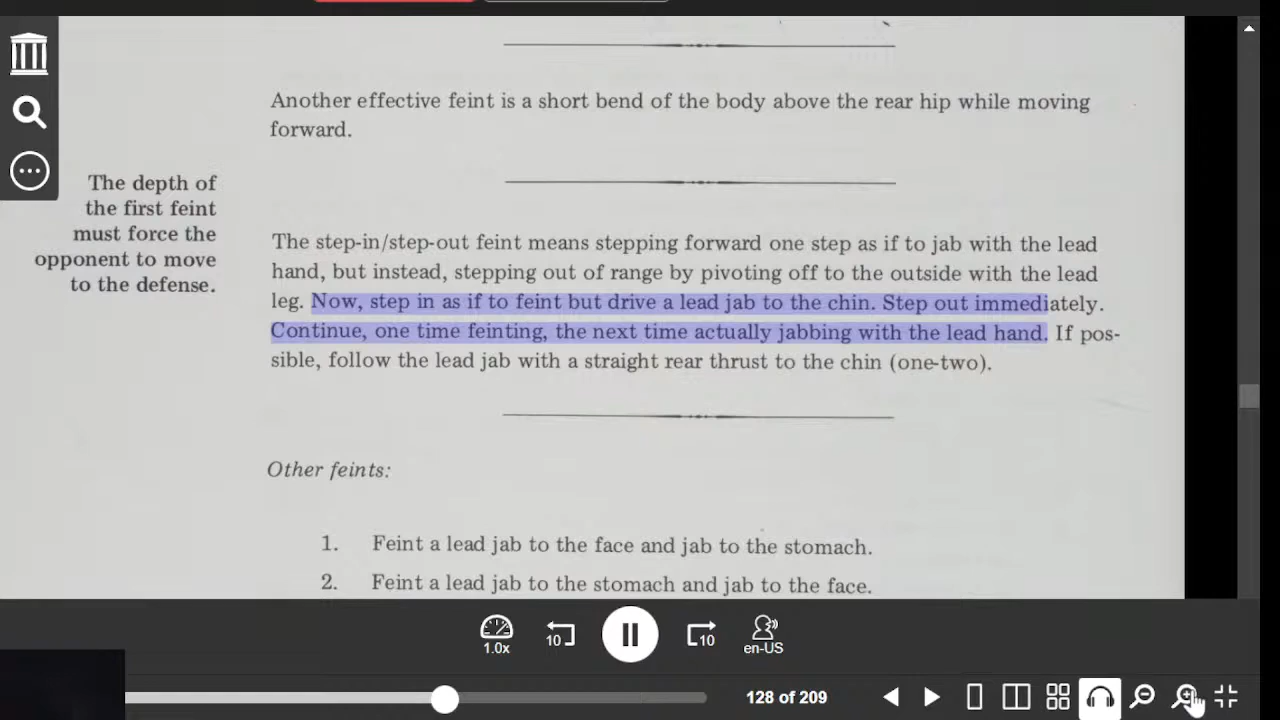 Another effective feint is a short bend of the body above the rear hip while moving
forward.
The depth of
the first feint
must force the
opponent to move
to the defense.
The step-in/step-out feint means stepping forward one step as if to jab with the lead
hand, but instead, stepping out of range by pivoting off to the outside with the lead
leg. Now, step in as if to feint but drive a lead jab to the chin. Step out immediately.
Continue, one time feinting, the next time actually jabbing with the lead hand. If pos-
sible, follow the lead jab with a straight rear thrust to the chin (one-two).
Other feints:
1. Feint a lead jab to the face and jab to the stomach.
2. Feint a lead jab to the stomach and jab to the face.
1.0x
10
10
en-US
128 of 209